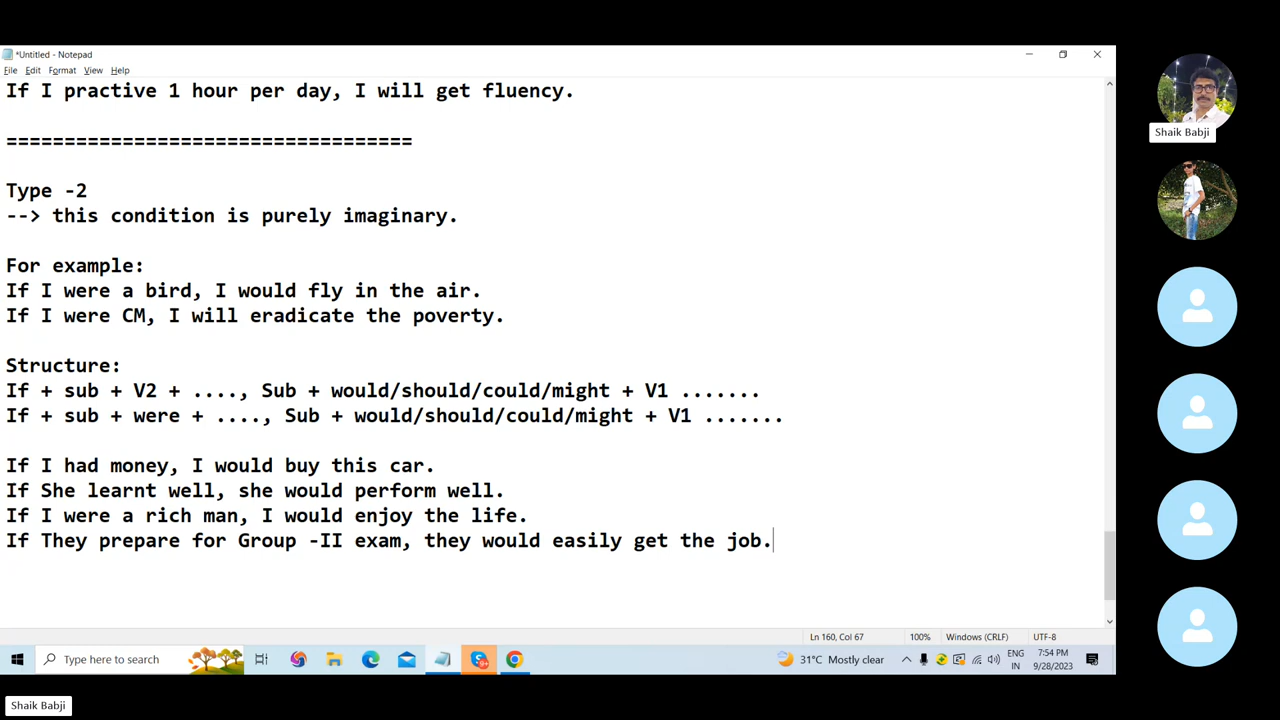 *Untitled - Notepad
File Edit Format View Help
If I practive 1 hour per day, I will get fluency.
===================================
Type -2
--> this condition is purely imaginary.
For example:
If I were a bird, I would fly in the air.
If I were CM, I will eradicate the poverty.
Structure:
If + sub + V2 + ...., Sub + would/should/could/might + V1 .......
If + sub + were + ...., Sub + would/should/could/might + V1 .......
If I had money, I would buy this car.
If She learnt well, she would perform well.
If I were a rich man, I would enjoy the life.
If They prepare for Group -II exam, they would easily get the job.
Ln 160, Col 67 100% Windows (CRLF) UTF-8
Type here to search
31°C Mostly clear
ENG
IN
7:54 PM
9/28/2023
Shaik Babji
Shaik Babji